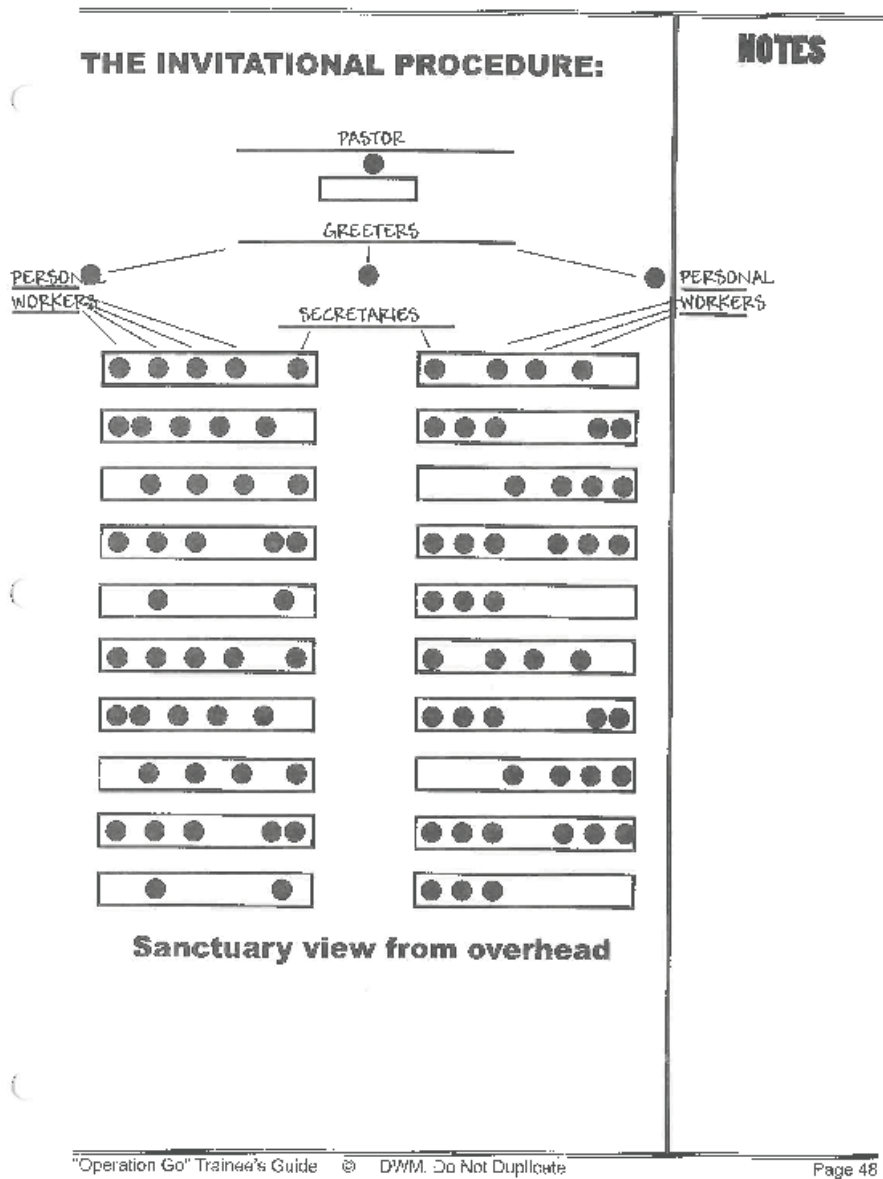 NOTES
THE INVITATIONAL PROCEDURE:
PASTOR
GREETERS
PERSONAL
WORKERS
PERSONAL
WORKERS
SECRETARIES
Sanctuary view from overhead
"Operation Go" Trainee's Guide © DWM. Do Not Duplicate Page 48